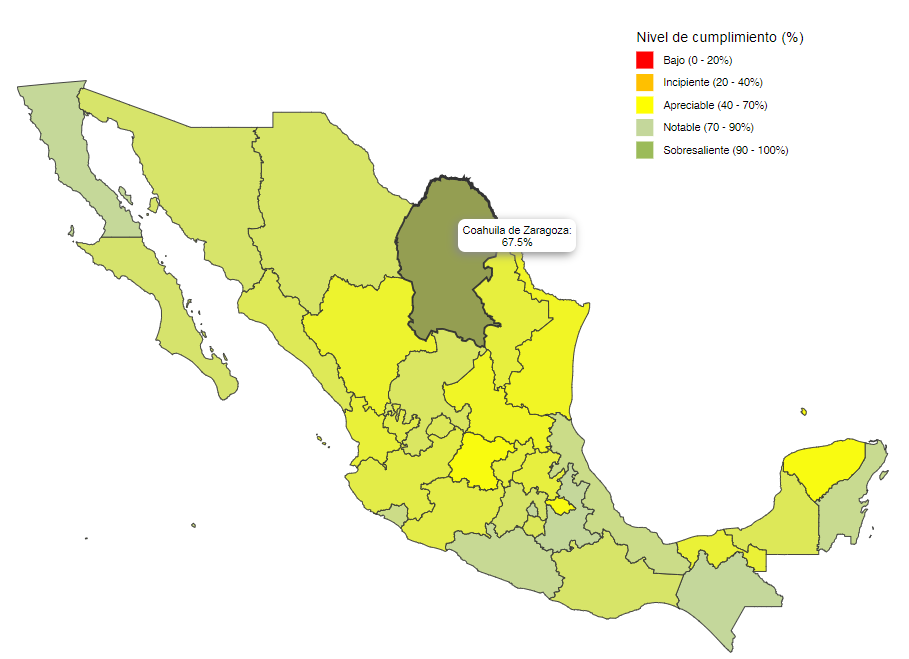 Nivel de cumplimiento (%)
Bajo (0 - 20%)
Incipiente (20 - 40%)
Apreciable (40 - 70%)
Notable (70 - 90%)
Sobresaliente (90 - 100%)
Coahuila de Zaragoza:
67.5%